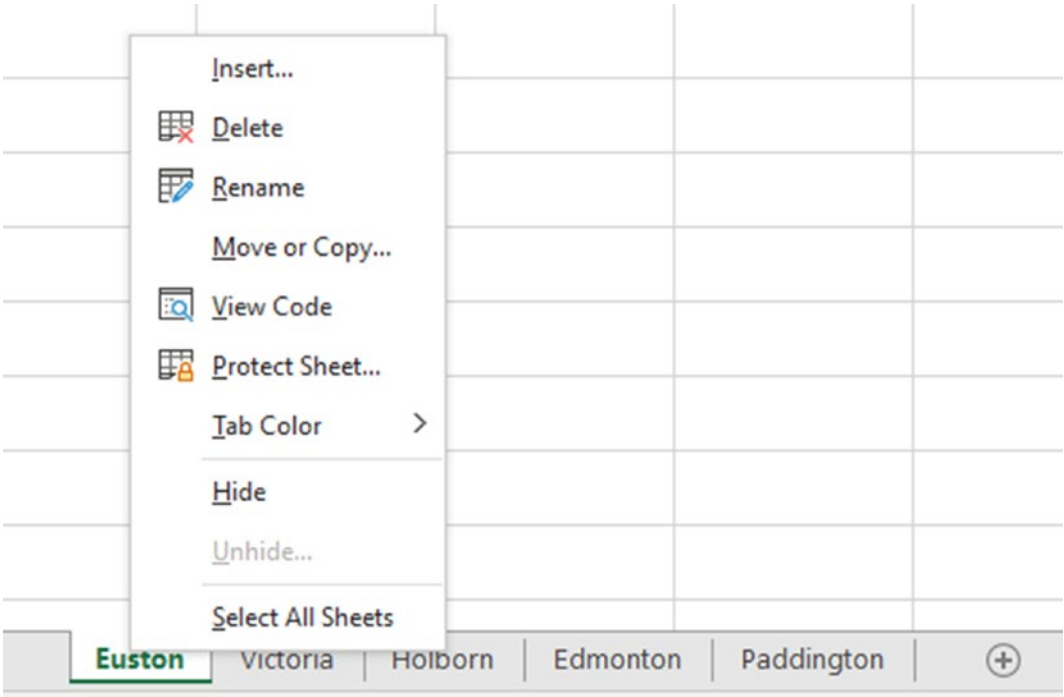 Insert...
Delete
Rename
Move or Copy...
View Code
Protect Sheet...
Tab Color
Hide
Unhide...
Select All Sheets
Euston Victoria Holborn Edmonton Paddington